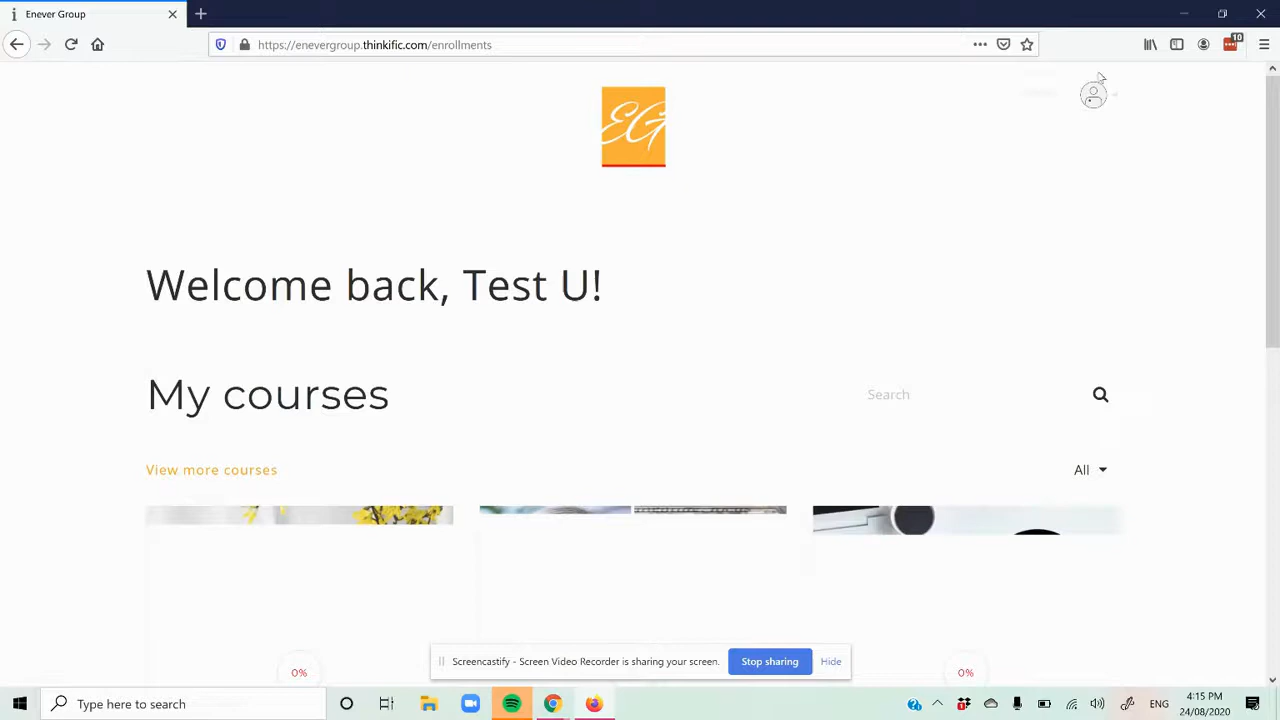 Enever Group
https://enevergroup.thinkific.com/enrollments
10
EG
Welcome back, Test U!
My courses
Search
View more courses
All
0%
0%
Screencastify - Screen Video Recorder is sharing your screen.
Stop sharing
Hide
Type here to search
ENG
4:15 PM
24/08/2020